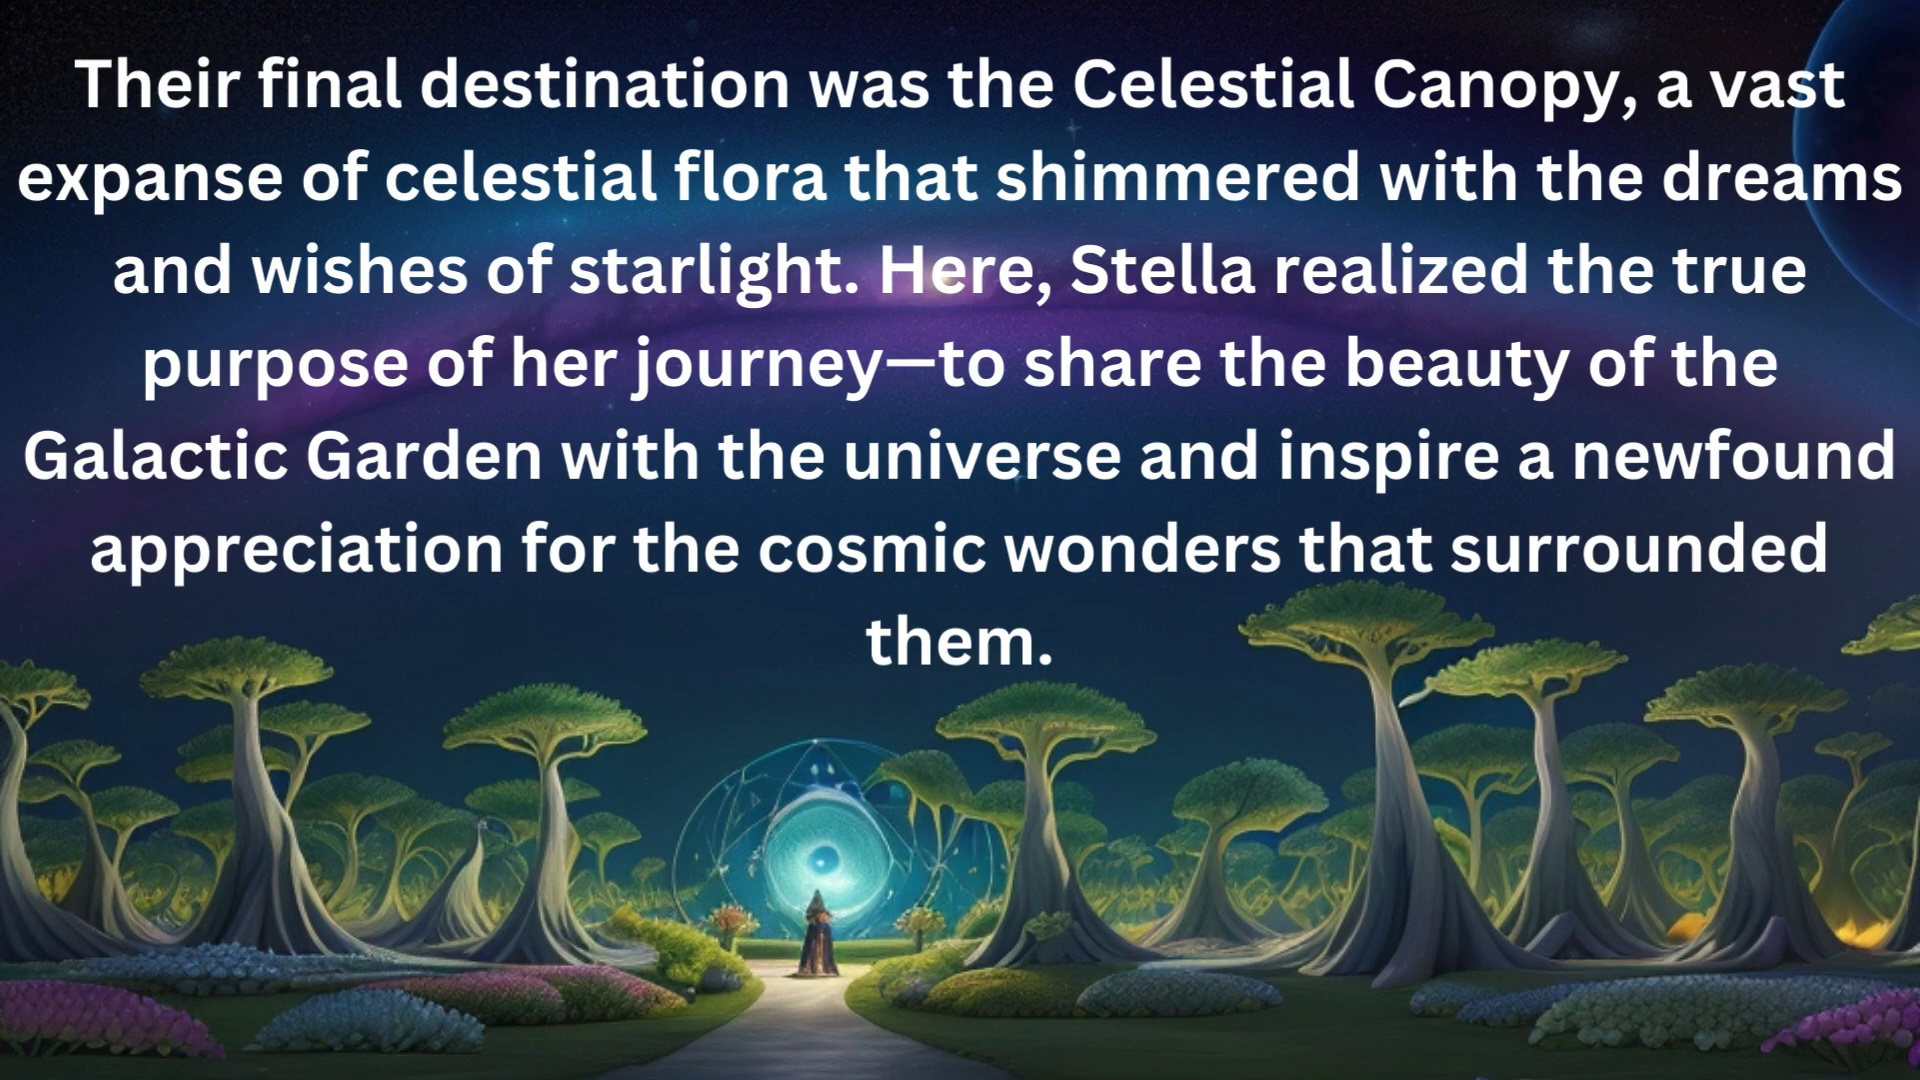 Their final destination was the Celestial Canopy, a vast
expanse of celestial flora that shimmered with the dreams
and wishes of starlight. Here, Stella realized the true
purpose of her journey—to share the beauty of the
Galactic Garden with the universe and inspire a newfound
appreciation for the cosmic wonders that surrounded
them.